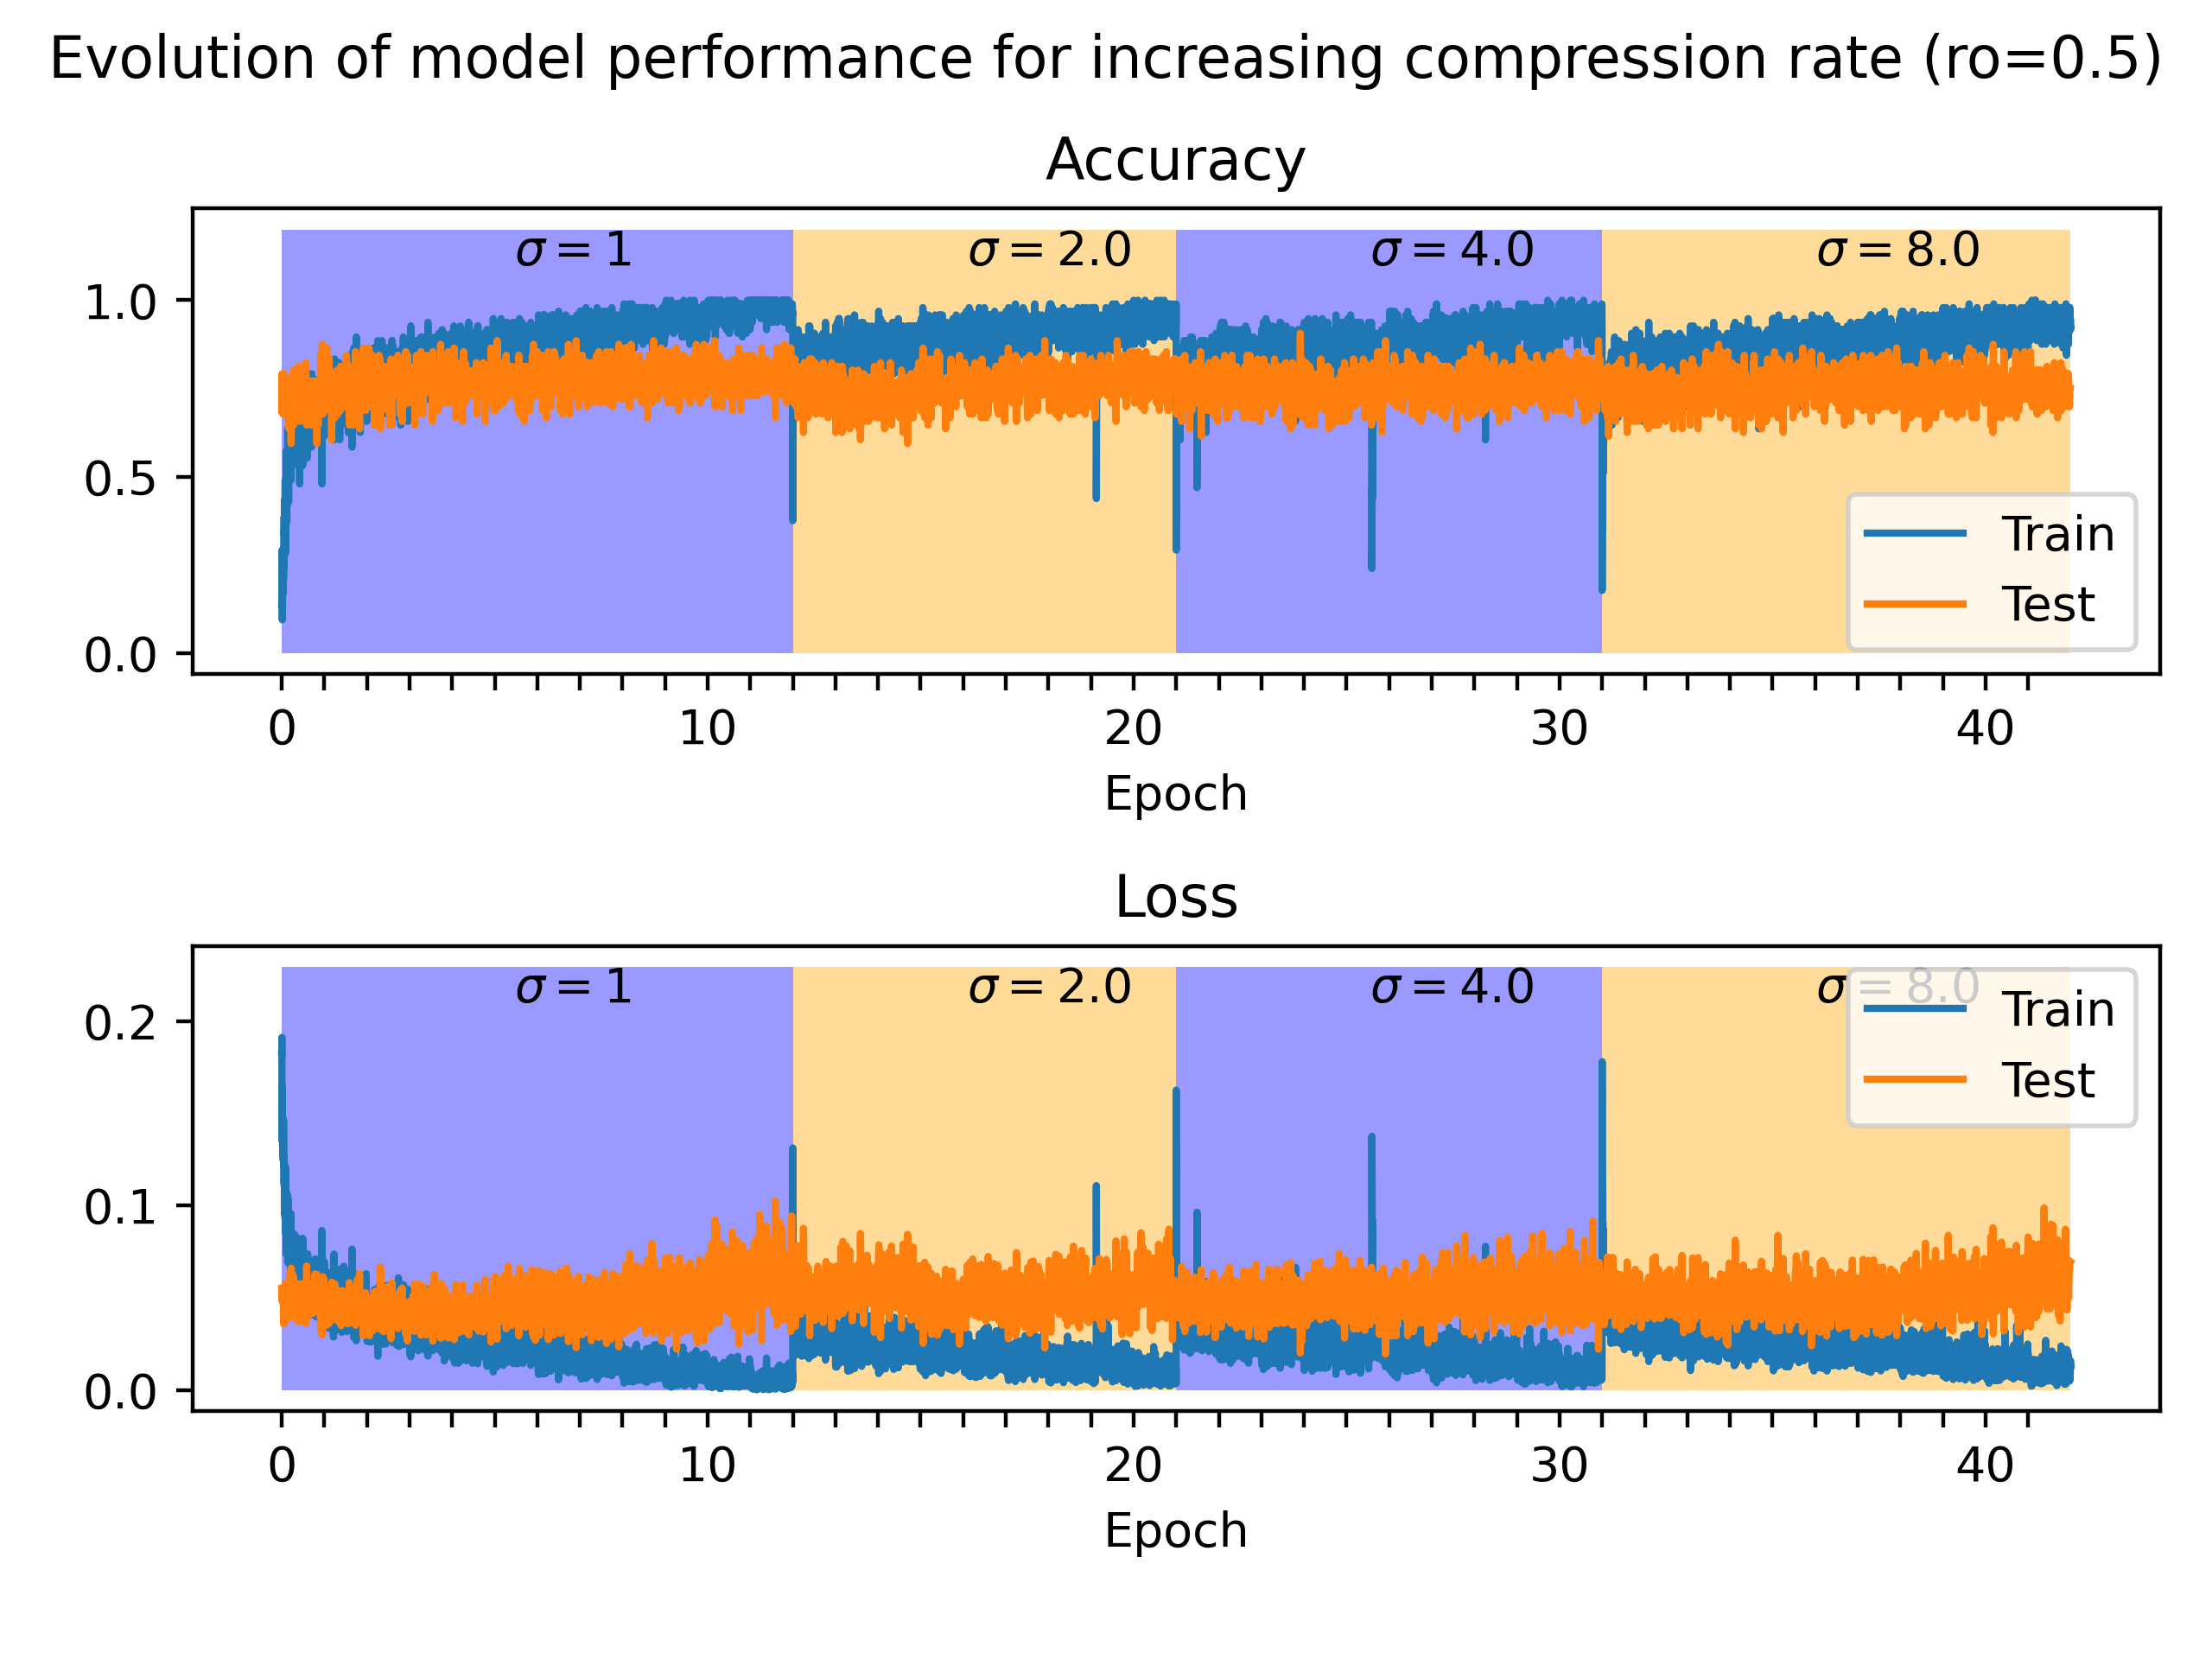 Evolution of model performance for increasing compression rate (ro=0.5)
Accuracy
σ = 1 σ = 2.0 σ = 4.0 σ = 8.0
1.0
0.5
0.0
Train
Test
0 10 20 30 40
Epoch
Loss
σ = 1 σ = 2.0 σ = 4.0 σ = 8.0
0.2
0.1
0.0
Train
Test
0 10 20 30 40
Epoch